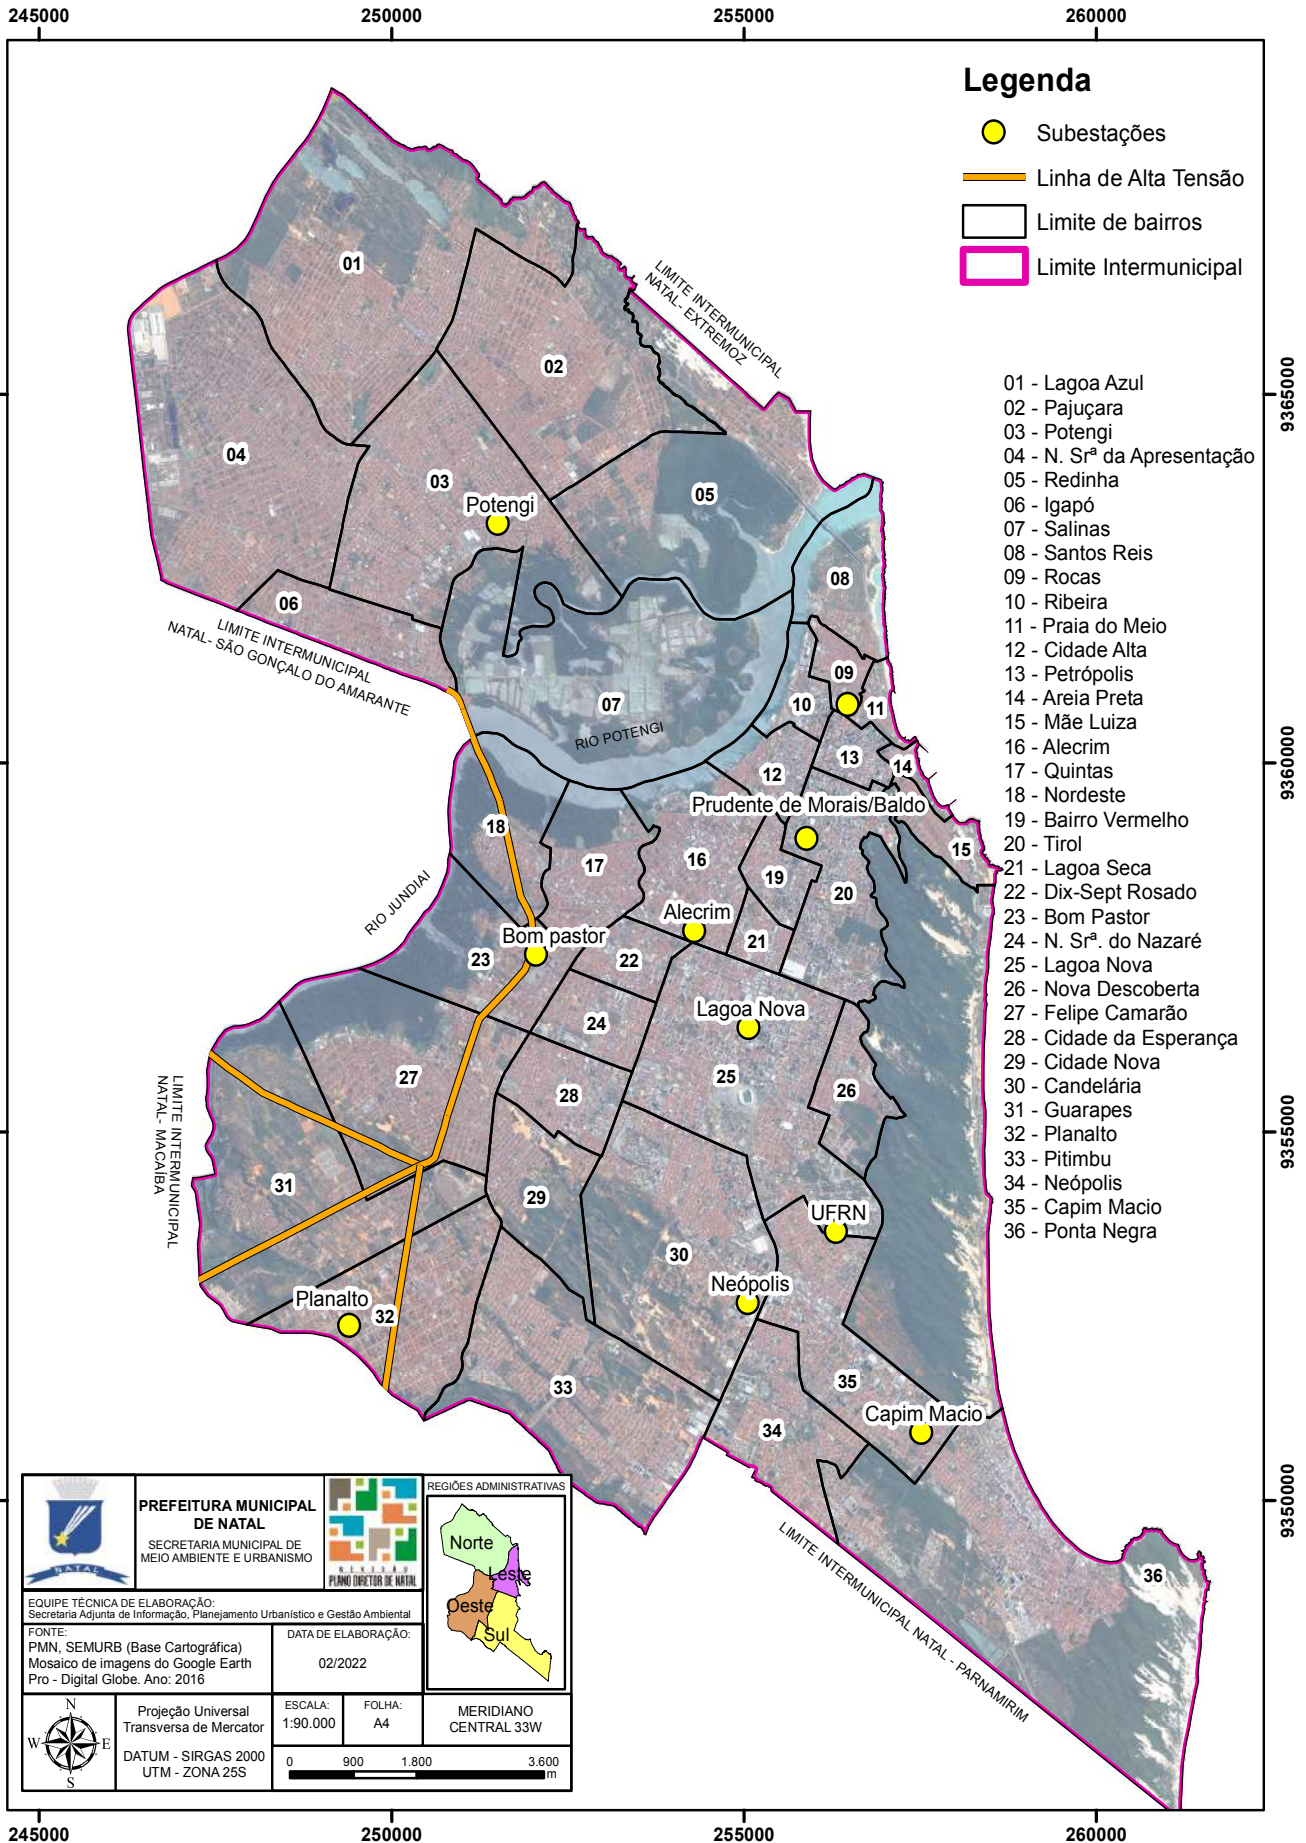 245000
250000
255000
260000
Legenda
Subestações
Linha de Alta Tensão
Limite de bairros
Limite Intermunicipal
01 - Lagoa Azul
02 - Pajuçara
03 - Potengi
04 - N. Srª da Apresentação
05 - Redinha
06 - Igapó
07 - Salinas
08 - Santos Reis
09 - Rocas
10 - Ribeira
11 - Praia do Meio
12 - Cidade Alta
13 - Petrópolis
14 - Areia Preta
15 - Mãe Luiza
16 - Alecrim
17 - Quintas
18 - Nordeste
19 - Bairro Vermelho
20 - Tirol
21 - Lagoa Seca
22 - Dix-Sept Rosado
23 - Bom Pastor
24 - N. Srª. do Nazaré
25 - Lagoa Nova
26 - Nova Descoberta
27 - Felipe Camarão
28 - Cidade da Esperança
29 - Cidade Nova
30 - Candelária
31 - Guarapes
32 - Planalto
33 - Pitimbu
34 - Neópolis
35 - Capim Macio
36 - Ponta Negra
9365000
9360000
9355000
9350000
01
LIMITE INTERMUNICIPAL
NATAL- EXTREMOZ
02
04
03
Potengi
05
08
06
LIMITE INTERMUNICIPAL
NATAL- SÃO GONÇALO DO AMARANTE
09
07
10
11
RIO POTENGI
13
14
12
Prudente de Morais/Baldo
18
15
17
16
19
20
RIO JUNDIAI
Alecrim
Bom pastor
21
23
22
Lagoa Nova
24
25
27
26
28
LIMITE INTERMUNICIPAL
NATAL- MACAÍBA
31
29
UFRN
30
Neópolis
Planalto
32
33
35
Capim Macio
34
36
LIMITE INTERMUNICIPAL NATAL - PARNAMIRIM
NATAL
PREFEITURA MUNICIPAL
DE NATAL
SECRETARIA MUNICIPAL DE
MEIO AMBIENTE E URBANISMO
REVISÃO
PLANO DIRETOR DE NATAL
REGIÕES ADMINISTRATIVAS
Norte
Leste
Oeste
Sul
EQUIPE TÉCNICA DE ELABORAÇÃO:
Secretaria Adjunta de Informação, Planejamento Urbanístico e Gestão Ambiental
FONTE:
PMN, SEMURB (Base Cartográfica)
Mosaico de imagens do Google Earth
Pro - Digital Globe. Ano: 2016
DATA DE ELABORAÇÃO:
02/2022
N
W
E
S
Projeção Universal
Transversa de Mercator
DATUM - SIRGAS 2000
UTM - ZONA 25S
ESCALA:
1:90.000
FOLHA:
A4
MERIDIANO
CENTRAL 33W
0 900 1.800 3.600
m
245000
250000
255000
260000